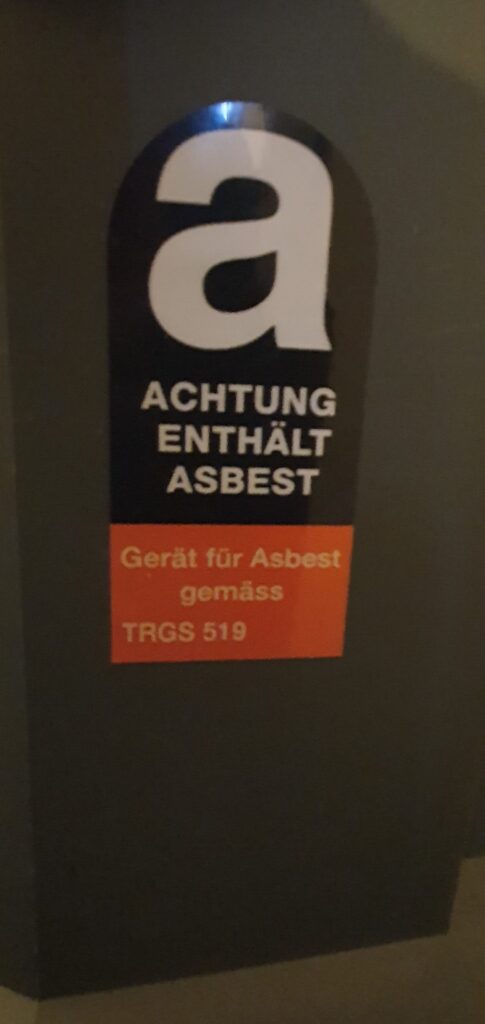 a
ACHTUNG
ENTHÄLT
ASBEST
Gerät für Asbest
gemäss
TRGS 519